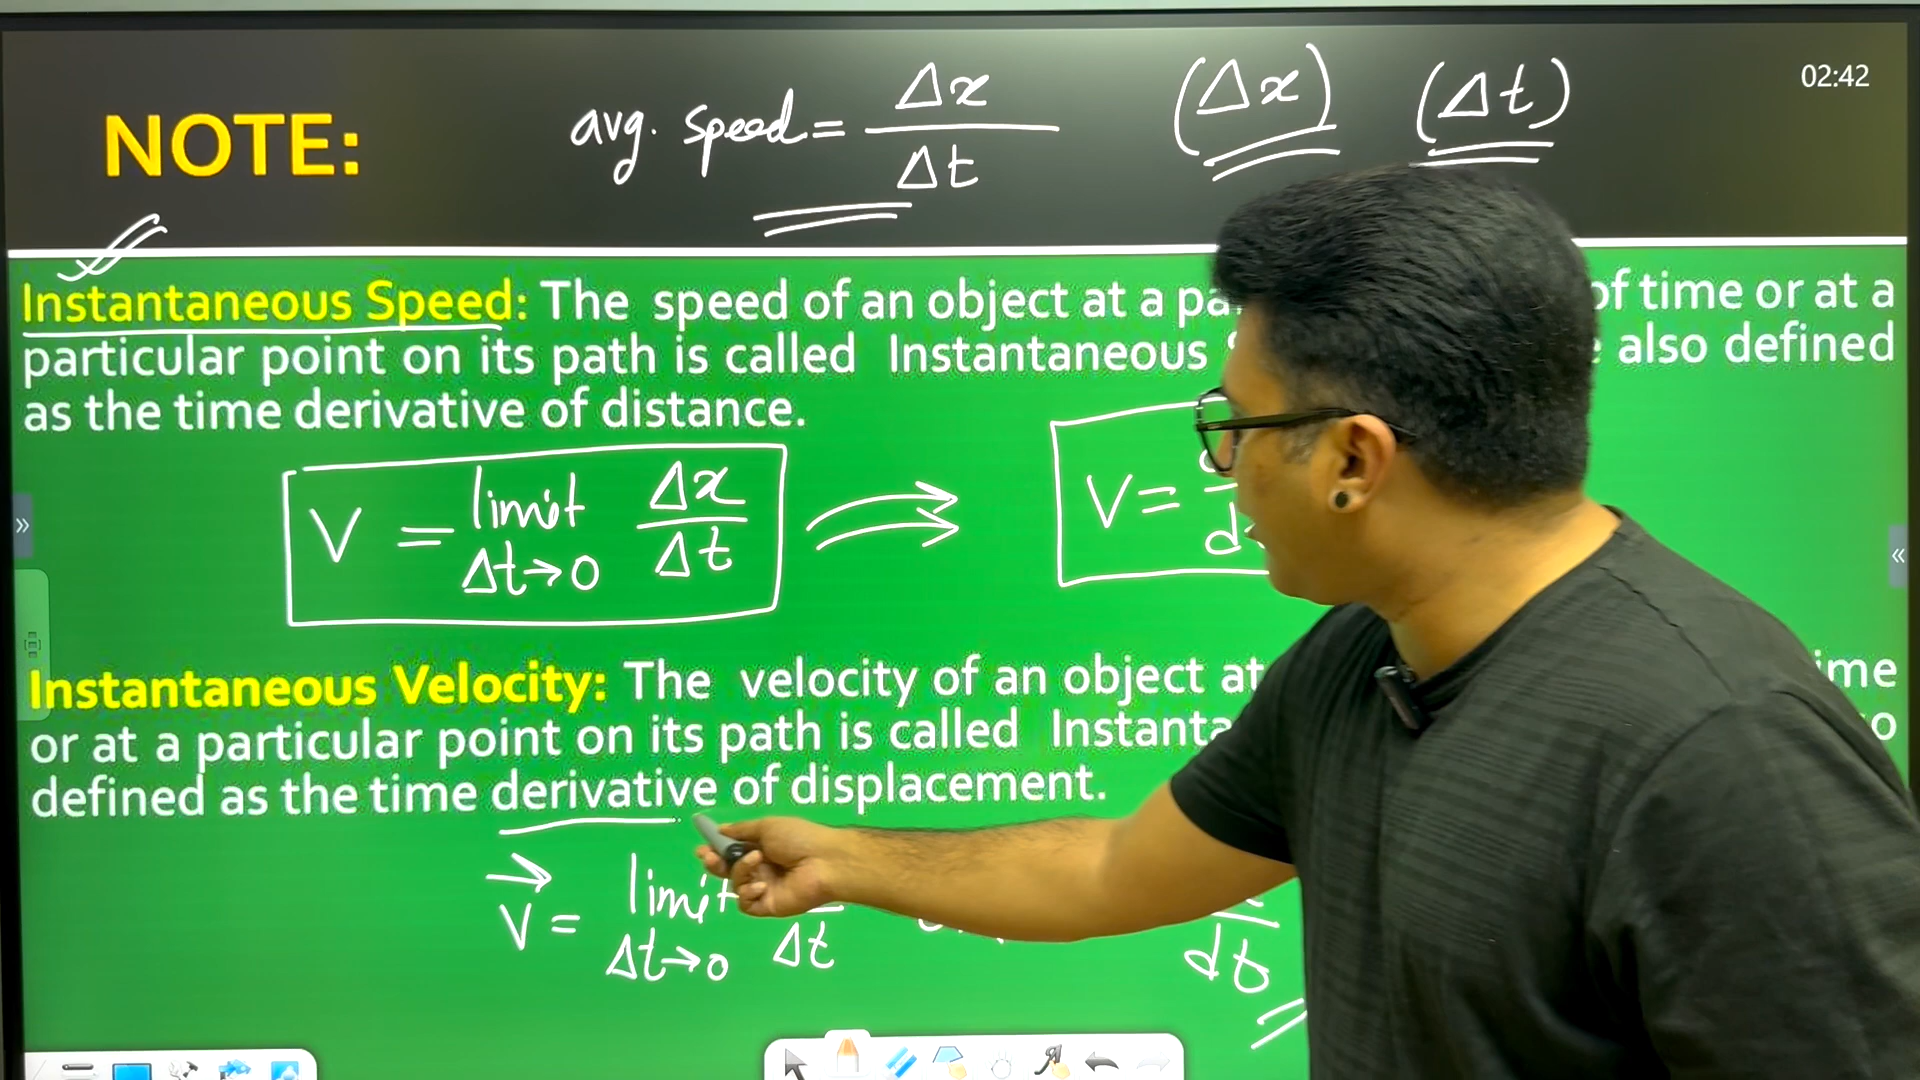 02:42
NOTE: avg. speed = Δx / Δt (Δx) (Δt)
Instantaneous Speed: The speed of an object at a of time or at a
particular point on its path is called Instantaneous also defined
as the time derivative of distance.
V = limit Δt→0 Δx / Δt V =
Instantaneous Velocity: The velocity of an object at
or at a particular point on its path is called
defined as the time derivative of displacement.
V⃗ = limit Δt→0 Δt dt